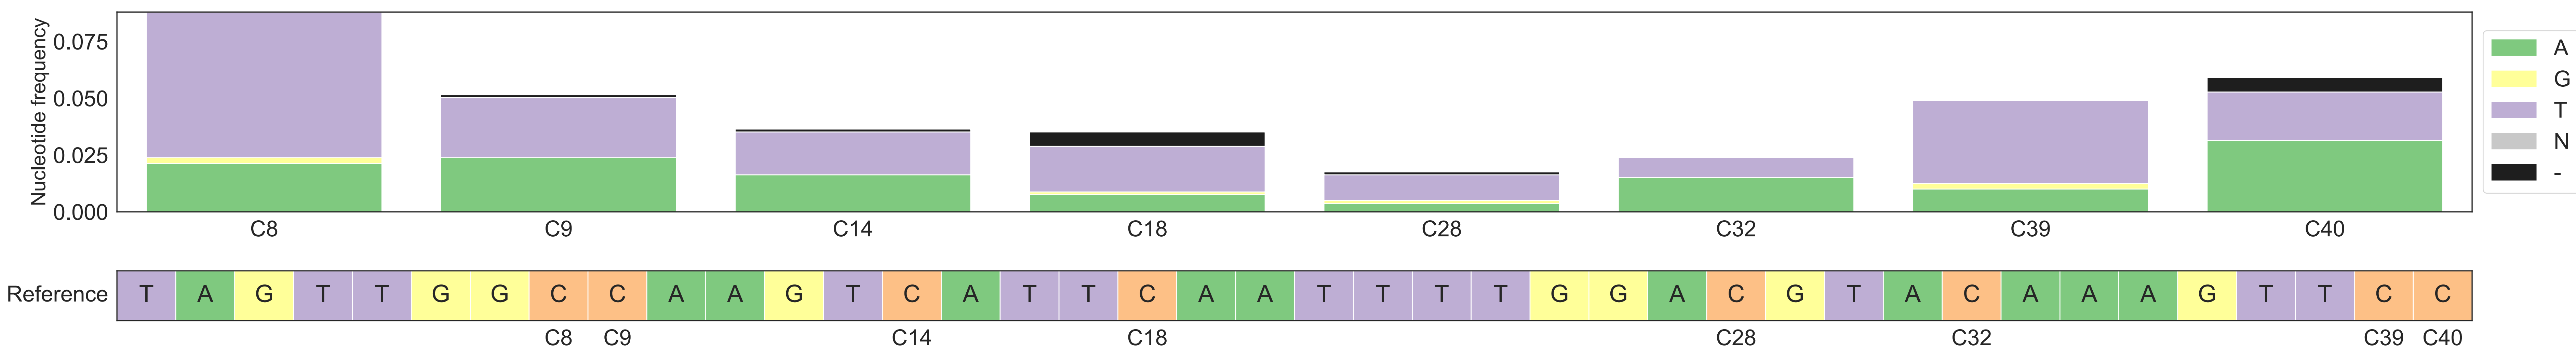 Nucleotide frequency
0.075
0.050
0.025
0.000
C8 C9 C14 C18 C28 C32 C39 C40
A
G
T
N
-
Reference T A G T T G G C C A A G T C A T T C A A T T T T G G A C G T A C A A A G T T C C
C8 C9 C14 C18 C28 C32 C39 C40